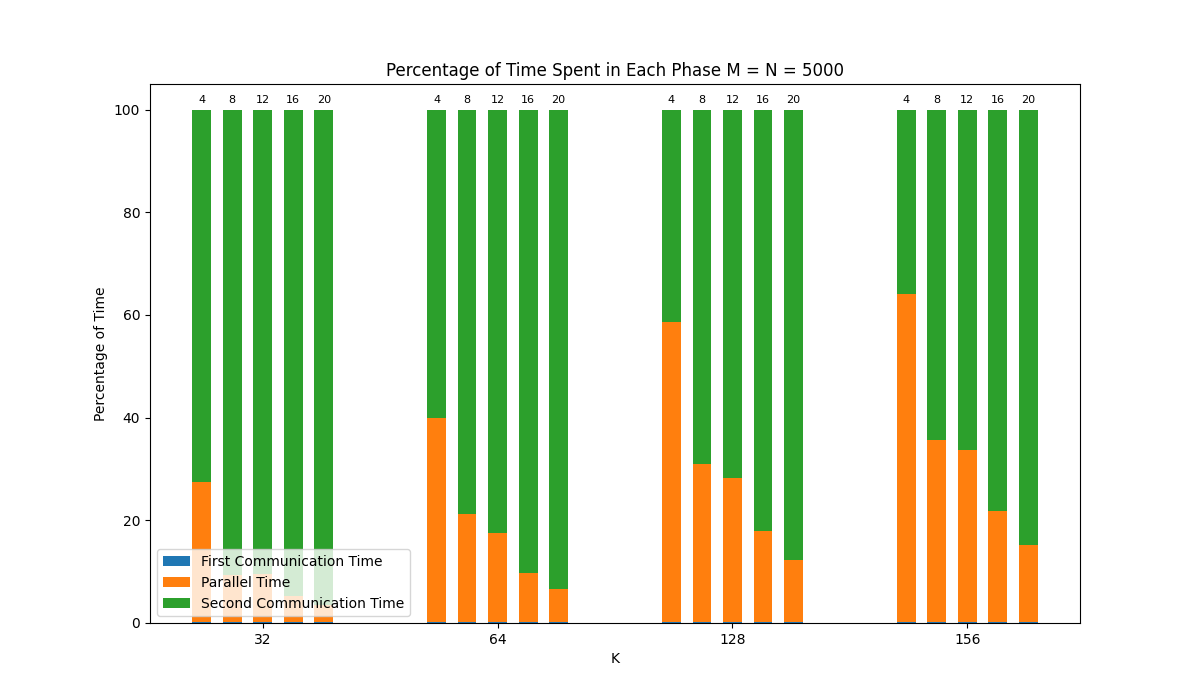 Percentage of Time Spent in Each Phase M = N = 5000
4 8 12 16 20 4 8 12 16 20 4 8 12 16 20 4 8 12 16 20
100
80
60
40
20
0
Percentage of Time
First Communication Time
Parallel Time
Second Communication Time
32 64 128 156
K